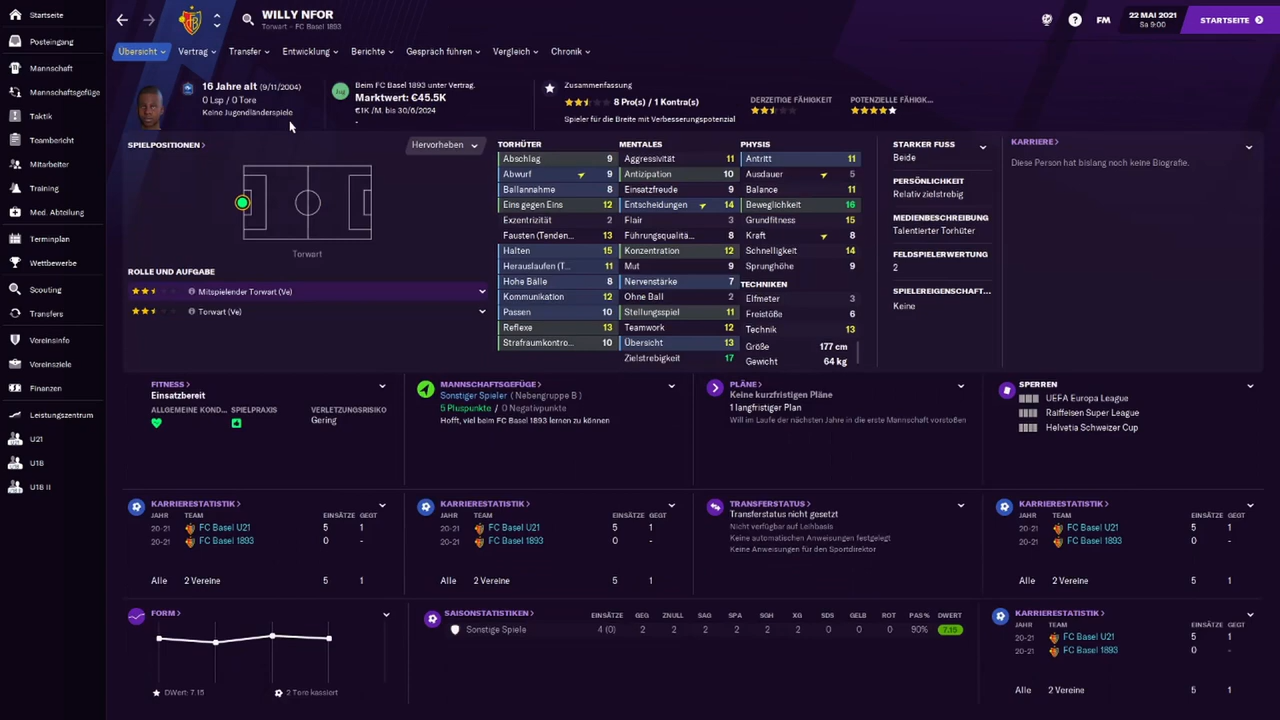 Startseite
Posteingang
Mannschaft
Mannschaftsgefüge
Taktik
Teambericht
Mitarbeiter
Training
Med. Abteilung
Terminplan
Wettbewerbe
Scouting
Transfers
Vereinsinfo
Vereinsziele
Finanzen
Leistungszentrum
U21
U18
U18 II
WILLY NFOR
Torwart - FC Basel 1893
FM
22 MAI 2021
Sa 9:00
STARTSEITE
Übersicht Vertrag Transfer Entwicklung Berichte Gespräch führen Vergleich Chronik
16 Jahre alt (9/11/2004)
0 Lsp / 0 Tore
Keine Jugendländerspiele
Jug
Beim FC Basel 1893 unter Vertrag.
Marktwert: €45.5K
€1K /M. bis 30/6/2024
-
Zusammenfassung
8 Pro(s) / 1 Kontra(s)
Spieler für die Breite mit Verbesserungspotenzial
DERZEITIGE FÄHIGKEIT
POTENZIELLE FÄHIGK...
SPIELPOSITIONEN
Hervorheben
Torwart
ROLLE UND AUFGABE
Mitspielender Torwart (Ve)
Torwart (Ve)
TORHÜTER
Abschlag 9
Abwurf 9
Ballannahme 8
Eins gegen Eins 12
Exzentrizität 2
Fausten (Tenden... 13
Halten 15
Herauslaufen (T... 11
Hohe Bälle 8
Kommunikation 12
Passen 10
Reflexe 13
Strafraumkontro... 10
MENTALES
Aggressivität 11
Antizipation 10
Einsatzfreude 9
Entscheidungen 14
Flair 3
Führungsqualitä... 8
Konzentration 12
Mut 9
Nervenstärke 7
Ohne Ball 2
Stellungsspiel 11
Teamwork 12
Übersicht 13
Zielstrebigkeit 17
PHYSIS
Antritt 11
Ausdauer 5
Balance 11
Beweglichkeit 16
Grundfitness 15
Kraft 8
Schnelligkeit 14
Sprunghöhe 9
TECHNIKEN
Elfmeter 3
Freistöße 6
Technik 13
Größe 177 cm
Gewicht 64 kg
STARKER FUSS
Beide
PERSÖNLICHKEIT
Relativ zielstrebig
MEDIENBESCHREIBUNG
Talentierter Torhüter
FELDSPIELERWERTUNG
2
SPIELEREIGENSCHAFT...
Keine
KARRIERE
Diese Person hat bislang noch keine Biografie.
FITNESS
Einsatzbereit
ALLGEMEINE KOND... SPIELPRAXIS VERLETZUNGSRISIKO
Gering
MANNSCHAFTSGEFÜGE
Sonstiger Spieler ( Nebengruppe B )
5 Pluspunkte / 0 Negativpunkte
Hofft, viel beim FC Basel 1893 lernen zu können
PLÄNE
Keine kurzfristigen Pläne
1 langfristiger Plan
Will im Laufe der nächsten Jahre in die erste Mannschaft vorstoßen
SPERREN
UEFA Europa League
Raiffeisen Super League
Helvetia Schweizer Cup
KARRIERESTATISTIK
JAHR TEAM EINSÄTZE GEGT
20-21 FC Basel U21 5 1
20-21 FC Basel 1893 0 -
Alle 2 Vereine 5 1
KARRIERESTATISTIK
JAHR TEAM EINSÄTZE GEGT
20-21 FC Basel U21 5 1
20-21 FC Basel 1893 0 -
Alle 2 Vereine 5 1
TRANSFERSTATUS
Transferstatus nicht gesetzt
Nicht verfügbar auf Leihbasis
Keine automatischen Anweisungen festgelegt
Keine Anweisungen für den Sportdirektor
KARRIERESTATISTIK
JAHR TEAM EINSÄTZE GEGT
20-21 FC Basel U21 5 1
20-21 FC Basel 1893 0 -
Alle 2 Vereine 5 1
FORM
DWert: 7.15 2 Tore kassiert
SAISONSTATISTIKEN EINSÄTZE GEG ZNULL SAG SPA SGH XG SDS GELB ROT PAS% DWERT
Sonstige Spiele 4 (0) 2 2 2 2 2 2 0 0 0 90% 7.15
KARRIERESTATISTIK
JAHR TEAM EINSÄTZE GEGT
20-21 FC Basel U21 5 1
20-21 FC Basel 1893 0 -
Alle 2 Vereine 5 1